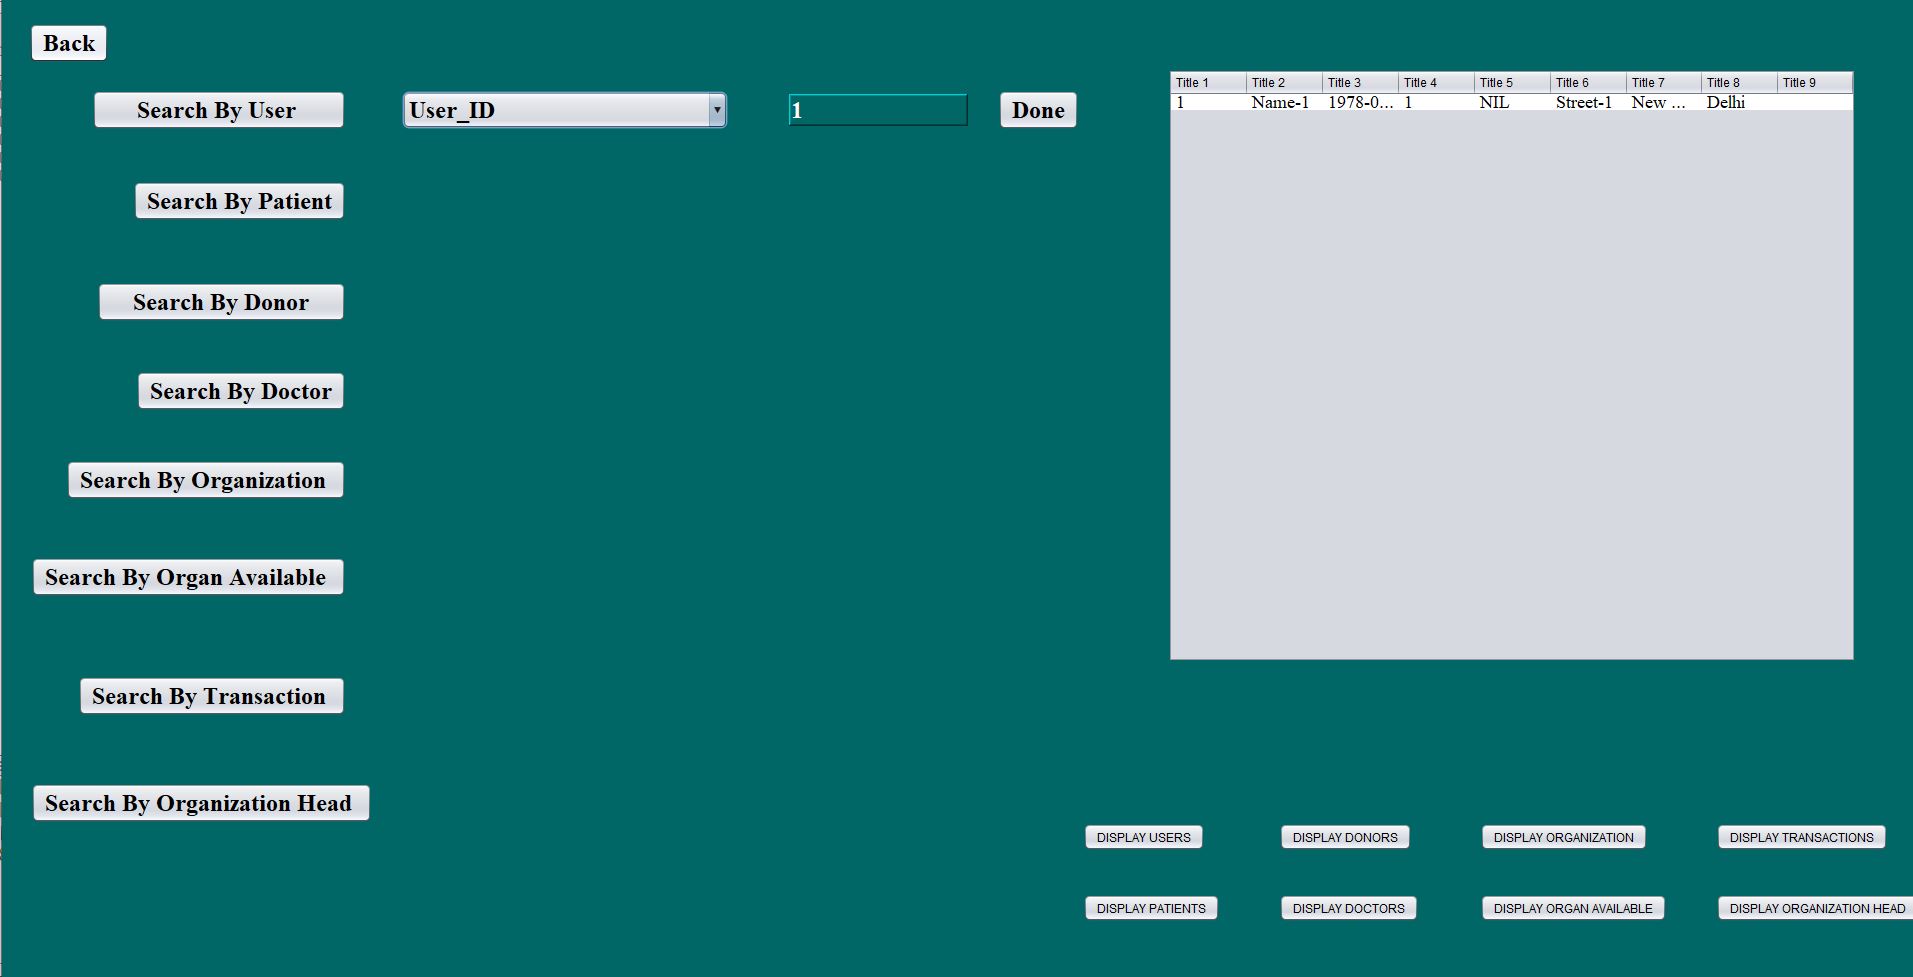 Back
Search By User User_ID 1 Done
Title 1 Title 2 Title 3 Title 4 Title 5 Title 6 Title 7 Title 8 Title 9
1 Name-1 1978-0... 1 NIL Street-1 New ... Delhi
Search By Patient
Search By Donor
Search By Doctor
Search By Organization
Search By Organ Available
Search By Transaction
Search By Organization Head
DISPLAY USERS DISPLAY DONORS DISPLAY ORGANIZATION DISPLAY TRANSACTIONS
DISPLAY PATIENTS DISPLAY DOCTORS DISPLAY ORGAN AVAILABLE DISPLAY ORGANIZATION HEAD